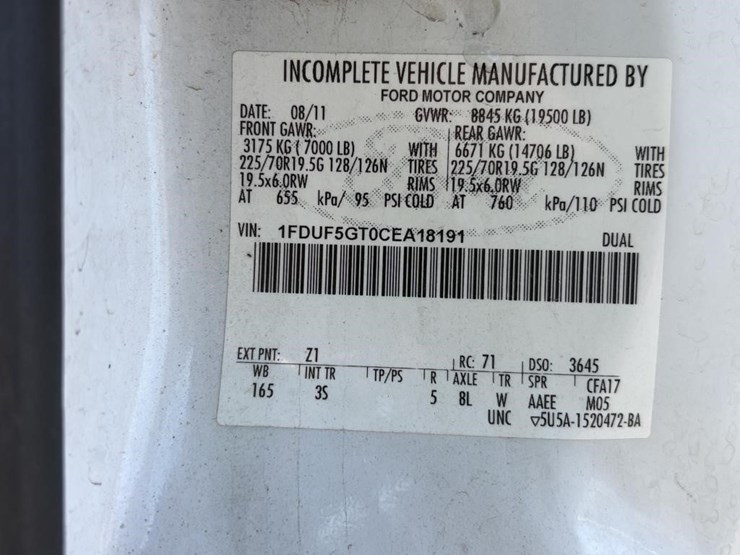 INCOMPLETE VEHICLE MANUFACTURED BY
FORD MOTOR COMPANY
DATE: 08/11 GVWR: 8845 KG (19500 LB)
FRONT GAWR: REAR GAWR:
3175 KG ( 7000 LB) WITH 6671 KG (14706 LB) WITH
225/70R19.5G 128/126N TIRES 225/70R19.5G 128/126N TIRES
19.5x6.0RW RIMS 19.5x6.0RW RIMS
AT 655 kPa/ 95 PSI COLD AT 760 kPa/110 PSI COLD
VIN: 1FDUF5GT0CEA18191 DUAL
EXT PNT: Z1 RC: 71 DSO: 3645
WB INT TR TP/PS R AXLE TR SPR CFA17
165 3S 5 8L W AAEE M05
UNC ▽5U5A-1520472-BA